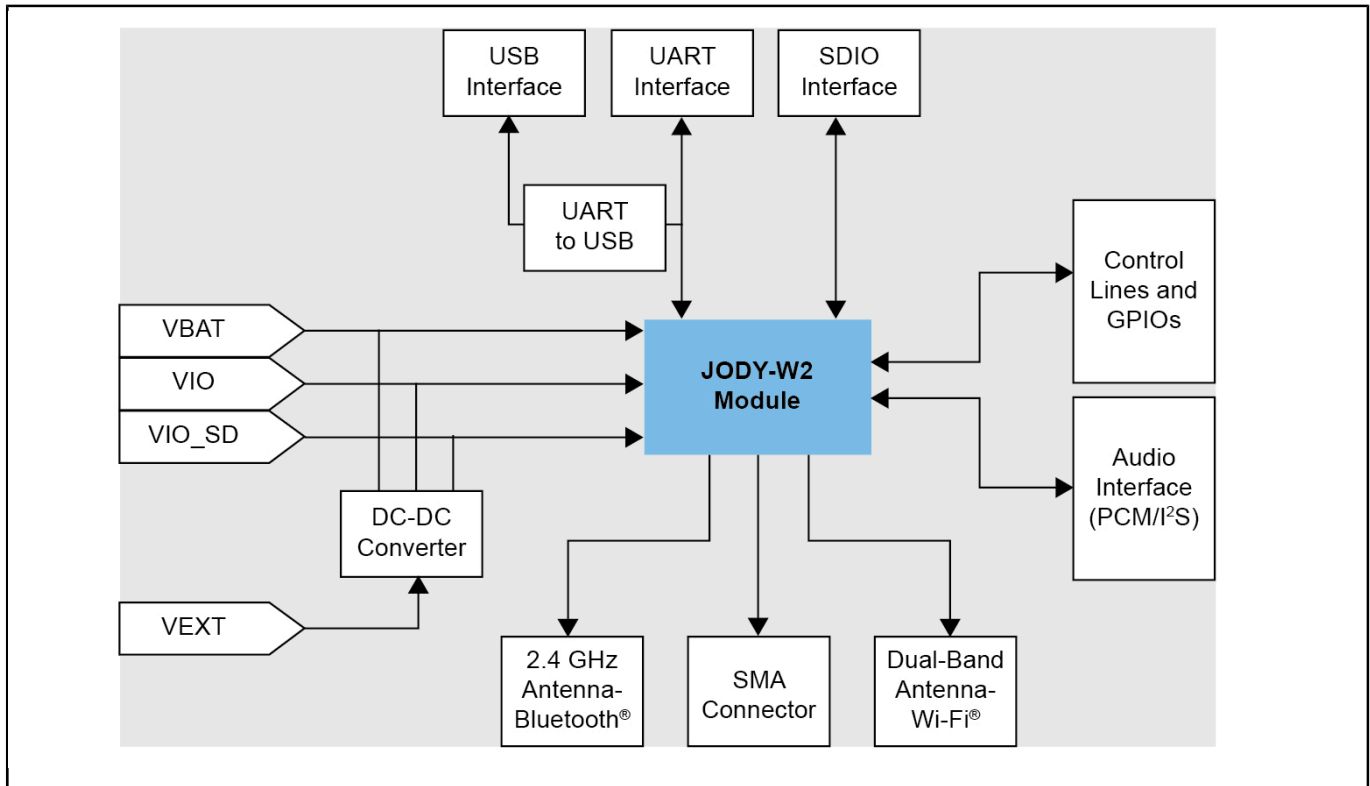 USB
Interface
UART
Interface
SDIO
Interface
UART
to USB
Control
Lines and
GPIOs
VBAT
VIO
VIO_SD
JODY-W2
Module
Audio
Interface
(PCM/I²S)
DC-DC
Converter
VEXT
2.4 GHz
Antenna-
Bluetooth®
SMA
Connector
Dual-Band
Antenna-
Wi-Fi®